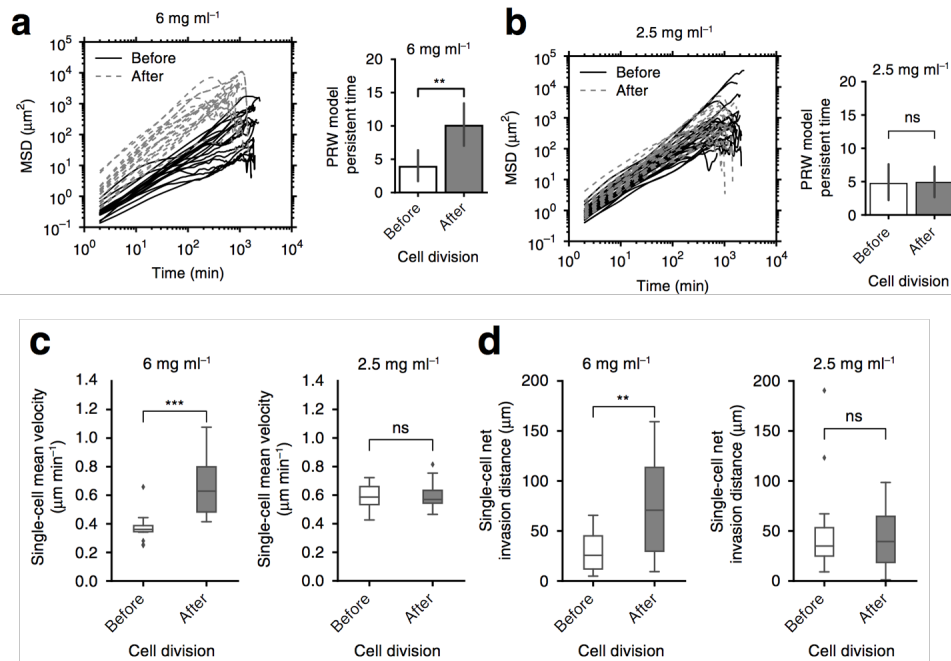 a
6 mg ml⁻¹
MSD (μm²)
10⁵
10⁴
10³
10²
10¹
10⁰
10⁻¹
Before
After
10⁰ 10¹ 10² 10³ 10⁴
Time (min)
6 mg ml⁻¹
PRW model
persistent time
20
15
10
5
0
**
Before After
Cell division
b
2.5 mg ml⁻¹
MSD (μm²)
10⁵
10⁴
10³
10²
10¹
10⁰
10⁻¹
Before
After
10⁰ 10¹ 10² 10³ 10⁴
Time (min)
2.5 mg ml⁻¹
PRW model
persistent time
20
15
10
5
0
ns
Before After
Cell division
c
6 mg ml⁻¹
Single-cell mean velocity
(μm min⁻¹)
1.4
1.2
1.0
0.8
0.6
0.4
0.2
0.0
***
Before After
Cell division
2.5 mg ml⁻¹
Single-cell mean velocity
(μm min⁻¹)
1.4
1.2
1.0
0.8
0.6
0.4
0.2
0.0
ns
Before After
Cell division
d
6 mg ml⁻¹
Single-cell net
invasion distance (μm)
200
150
100
50
0
**
Before After
Cell division
2.5 mg ml⁻¹
Single-cell net
invasion distance (μm)
200
150
100
50
0
ns
Before After
Cell division